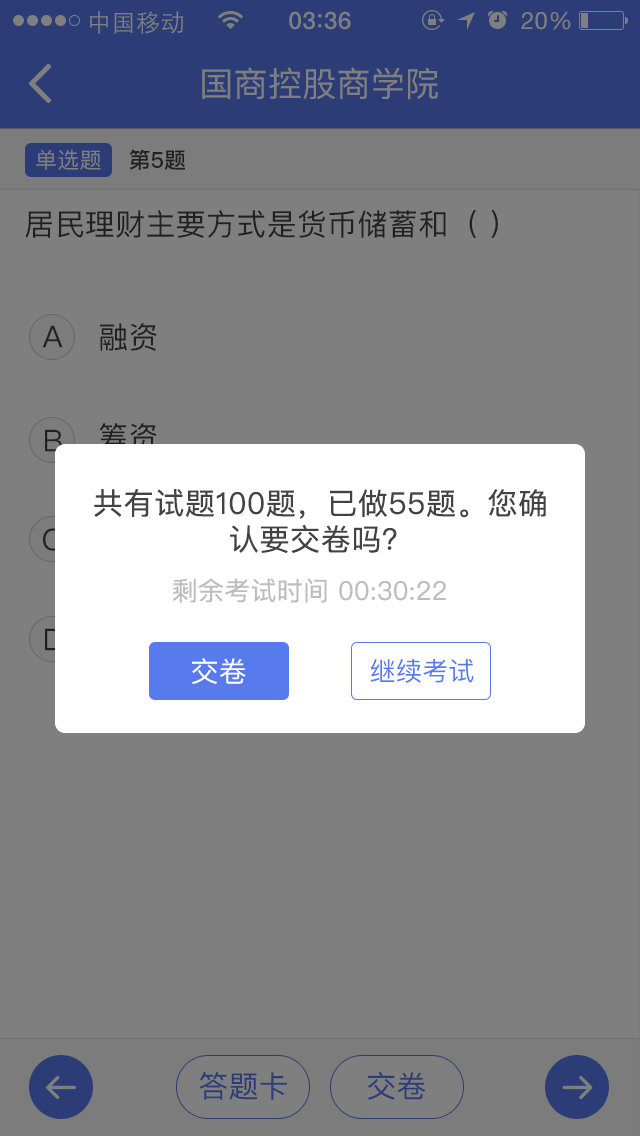 中国移动 03:36 20%
国商控股商学院
单选题 第5题
居民理财主要方式是货币储蓄和（ ）
A 融资
B 筹资
共有试题100题，已做55题。您确
认要交卷吗?
剩余考试时间 00:30:22
交卷 继续考试
答题卡 交卷